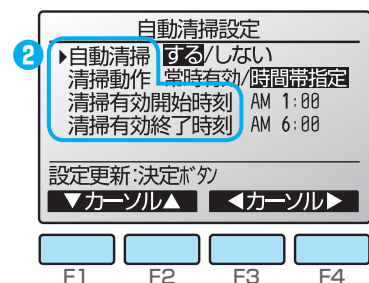 自動清掃設定
2
▶自動清掃 する/しない
清掃動作 常時有効/時間帯指定
清掃有効開始時刻 AM 1:00
清掃有効終了時刻 AM 6:00
設定更新:決定ボタン
▼カーソル▲ ◀カーソル▶
F1 F2 F3 F4